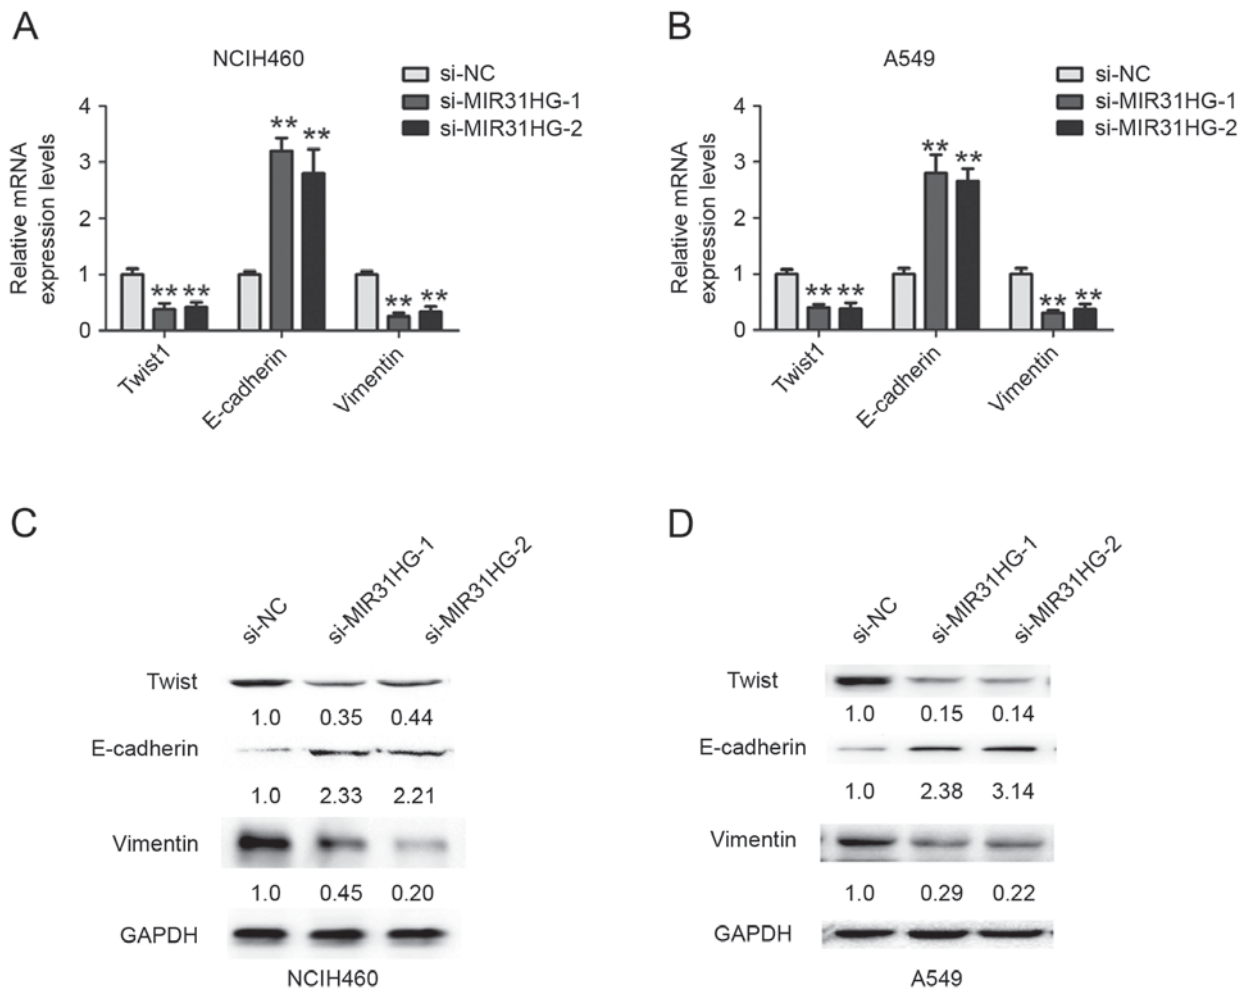 A
NCIH460
si-NC
si-MIR31HG-1
si-MIR31HG-2
Relative mRNA
expression levels
4
3
2
1
0
** **
** **
** **
Twist1
E-cadherin
Vimentin
B
A549
si-NC
si-MIR31HG-1
si-MIR31HG-2
Relative mRNA
expression levels
4
3
2
1
0
** **
** **
** **
Twist1
E-cadherin
Vimentin
C
si-NC
si-MIR31HG-1
si-MIR31HG-2
Twist
1.0 0.35 0.44
E-cadherin
1.0 2.33 2.21
Vimentin
1.0 0.45 0.20
GAPDH
NCIH460
D
si-NC
si-MIR31HG-1
si-MIR31HG-2
Twist
1.0 0.15 0.14
E-cadherin
1.0 2.38 3.14
Vimentin
1.0 0.29 0.22
GAPDH
A549